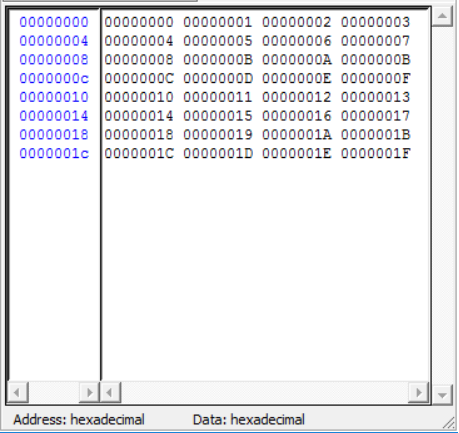 00000000 00000000 00000001 00000002 00000003
00000004 00000004 00000005 00000006 00000007
00000008 00000008 0000000B 0000000A 0000000B
0000000c 0000000C 0000000D 0000000E 0000000F
00000010 00000010 00000011 00000012 00000013
00000014 00000014 00000015 00000016 00000017
00000018 00000018 00000019 0000001A 0000001B
0000001c 0000001C 0000001D 0000001E 0000001F
Address: hexadecimal Data: hexadecimal